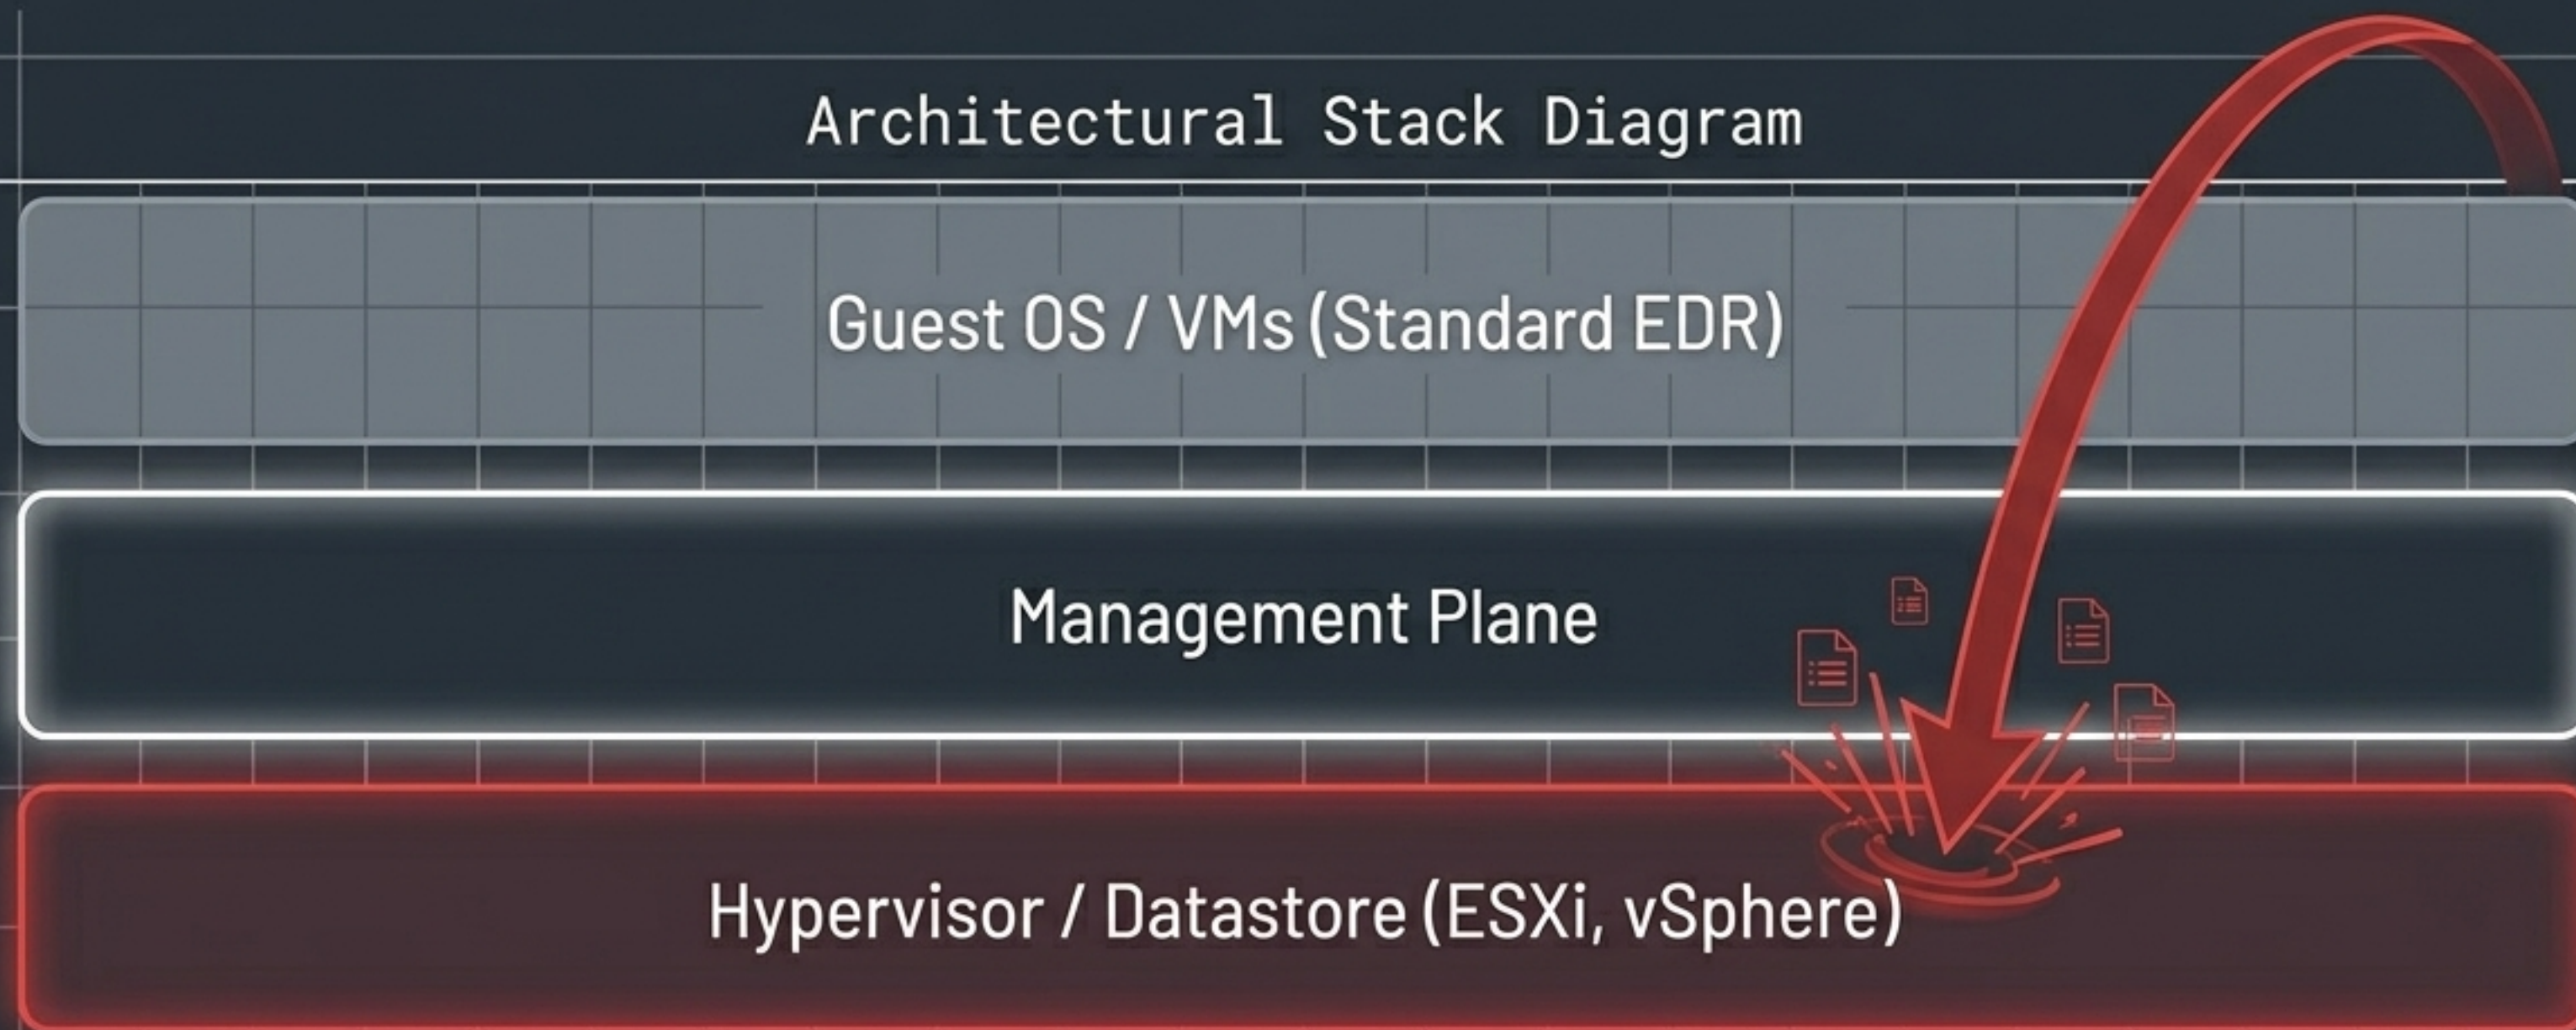 Architectural Stack Diagram
Guest OS / VMs (Standard EDR)
Management Plane
Hypervisor / Datastore (ESXi, vSphere)